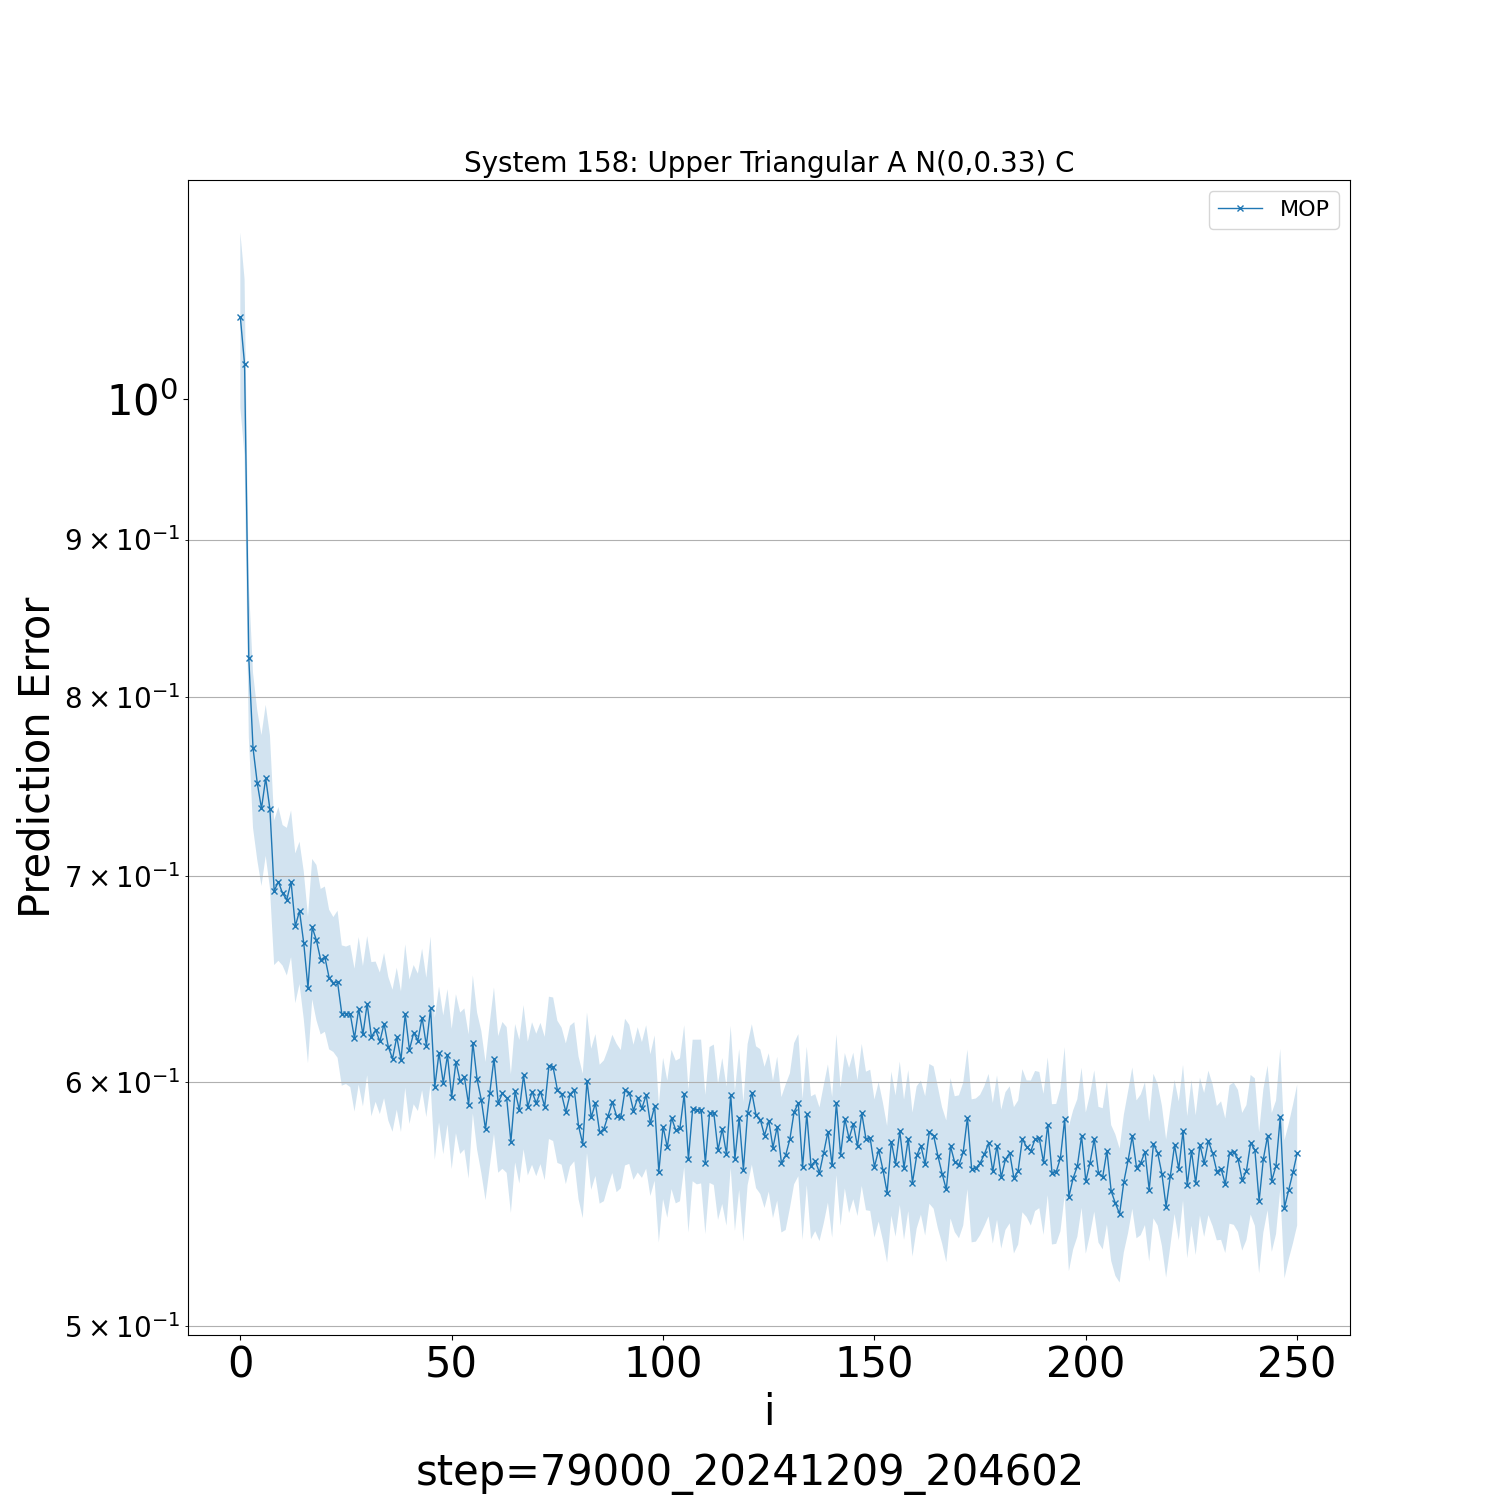 System 158: Upper Triangular A N(0,0.33) C
MOP
10⁰
9 × 10⁻¹
8 × 10⁻¹
7 × 10⁻¹
6 × 10⁻¹
5 × 10⁻¹
Prediction Error
0 50 100 150 200 250
i
step=79000_20241209_204602